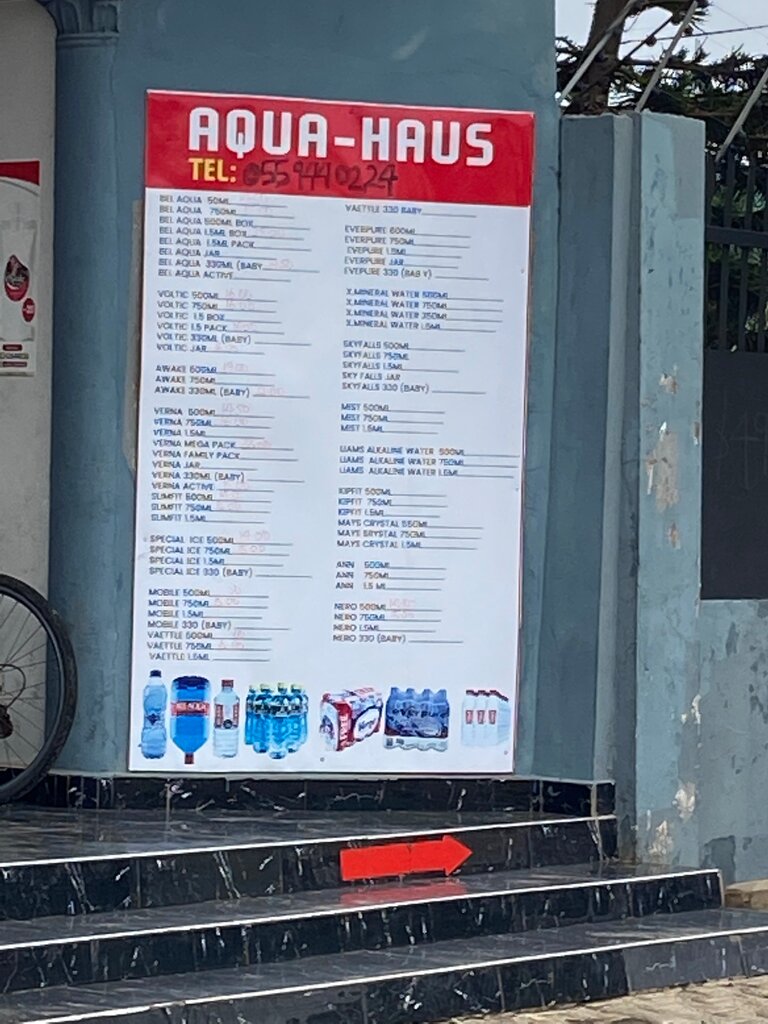 AQUA-HAUS
TEL: 0559440224
BEL AQUA 50ML
BEL AQUA 750ML
BEL AQUA 500ML BOX
BEL AQUA 1.5ML BOX
BEL AQUA 1.5ML PACK
BEL AQUA JAR
BEL AQUA 330ML (BABY
BEL AQUA ACTIVE
VOLTIC 500ML
VOLTIC 750ML
VOLTIC 1.5 BOX
VOLTIC 1.5 PACK
VOLTIC 330ML (BABY)
VOLTIC JAR
AWAKE 500ML
AWAKE 750ML
AWAKE 330ML (BABY)
VERNA 500ML
VERNA 750ML
VERNA 1.5ML
VERNA MEGA PACK
VERNA FAMILY PACK
VERNA JAR
VERNA 330ML (BABY)
VERNA ACTIVE
SLIMFIT 500ML
SLIMFIT 750ML
SLIMFIT 1.5ML
SPECIAL ICE 500ML
SPECIAL ICE 750ML
SPECIAL ICE 1.5ML
SPECIAL ICE 330 (BABY)
MOBILE 500ML
MOBILE 750ML
MOBILE 1.5ML
MOBILE 330 (BABY)
VAETTLE 500ML
VAETTLE 755ML
VAETTLE 1.5ML
VAETTLE 330 BABY
EVERPURE 600ML
EVERPURE 750ML
EVEPURE 1.5ML
EVERPURE JAR
EVEPURE 330 (BABY)
X.MINERAL WATER 500ML
X.MINERAL WATER 750ML
X.MINERAL WATER 350ML
X.MINERAL WATER 1.5ML
SKYFALLS 500ML
SKYFALLS 750ML
SKYFALLS 1.5ML
SKY FALLS JAR
SKYFALLS 330 (BABY)
MIST 500ML
MIST 750ML
MIST 1.5ML
LIAMS ALKALINE WATER 500ML
LIAMS ALKALINE WATER 750ML
LIAMS ALKALINE WATER 1.5ML
KIPFIT 500ML
KIPFIT 750ML
KIPFIT 1.5ML
MAYS CRYSTAL 550ML
MAYS CRYSTAL 750ML
MAYS CRYSTAL 1.5ML
ANN 500ML
ANN 750ML
ANN 1.5 ML
NERO 500ML
NERO 750ML
NERO 1.5ML
NERO 330 (BABY)